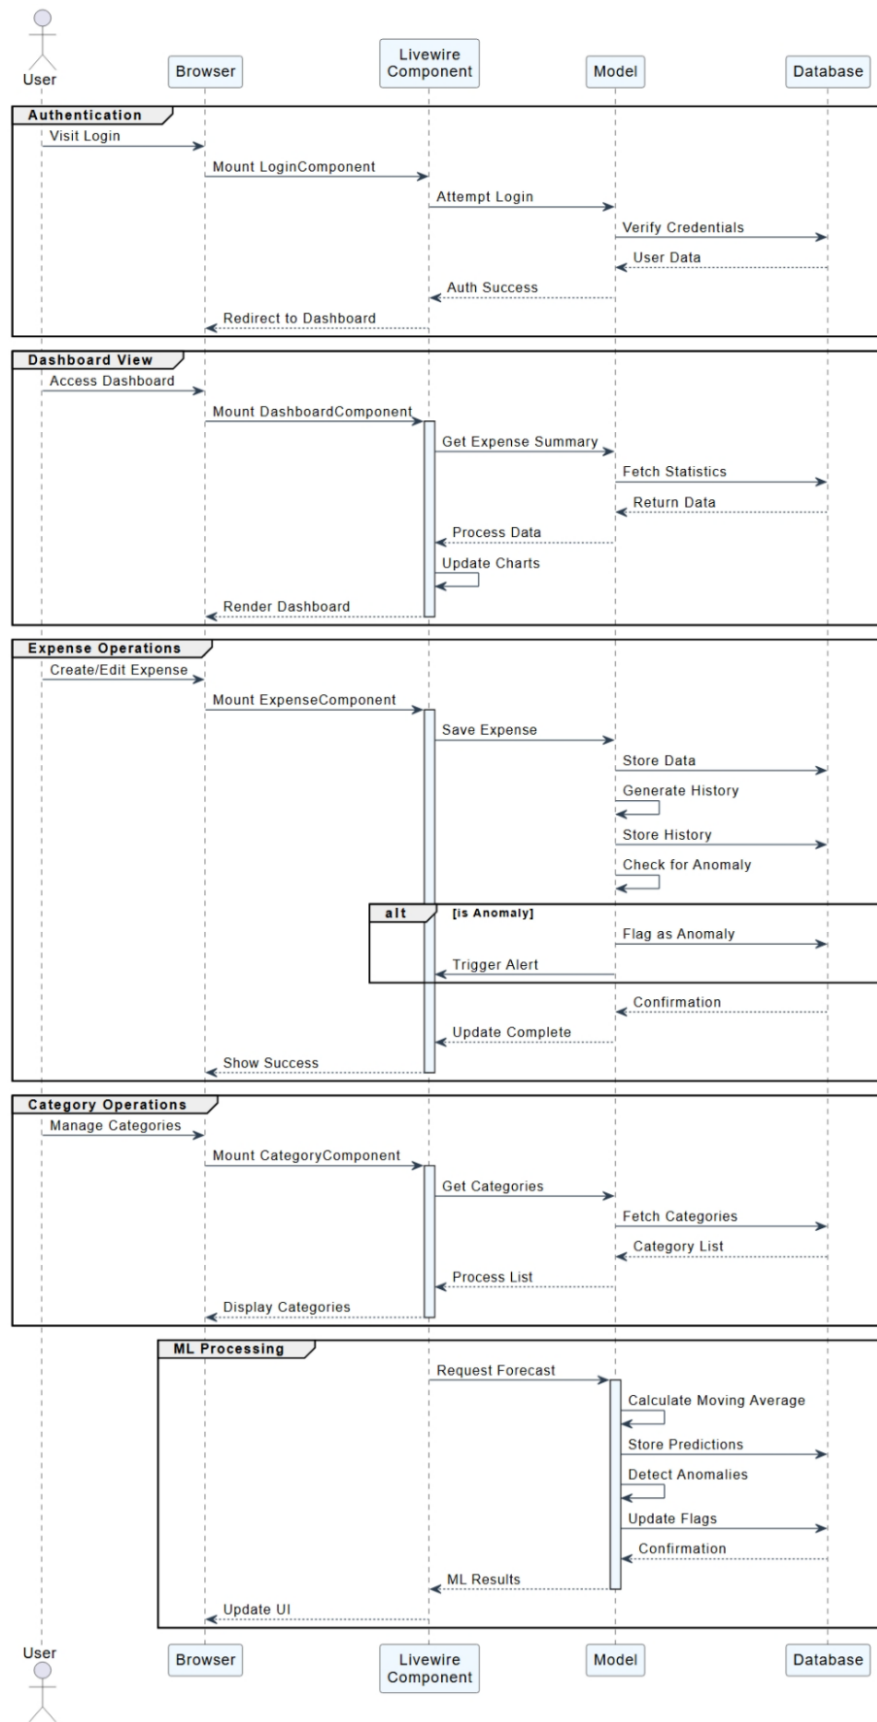 User
Browser
Livewire
Component
Model
Database
Authentication
Visit Login
Mount LoginComponent
Attempt Login
Verify Credentials
User Data
Auth Success
Redirect to Dashboard
Dashboard View
Access Dashboard
Mount DashboardComponent
Get Expense Summary
Fetch Statistics
Return Data
Process Data
Update Charts
Render Dashboard
Expense Operations
Create/Edit Expense
Mount ExpenseComponent
Save Expense
Store Data
Generate History
Store History
Check for Anomaly
alt
[is Anomaly]
Flag as Anomaly
Trigger Alert
Confirmation
Update Complete
Show Success
Category Operations
Manage Categories
Mount CategoryComponent
Get Categories
Fetch Categories
Category List
Process List
Display Categories
ML Processing
Request Forecast
Calculate Moving Average
Store Predictions
Detect Anomalies
Update Flags
Confirmation
ML Results
Update UI
User
Browser
Livewire
Component
Model
Database